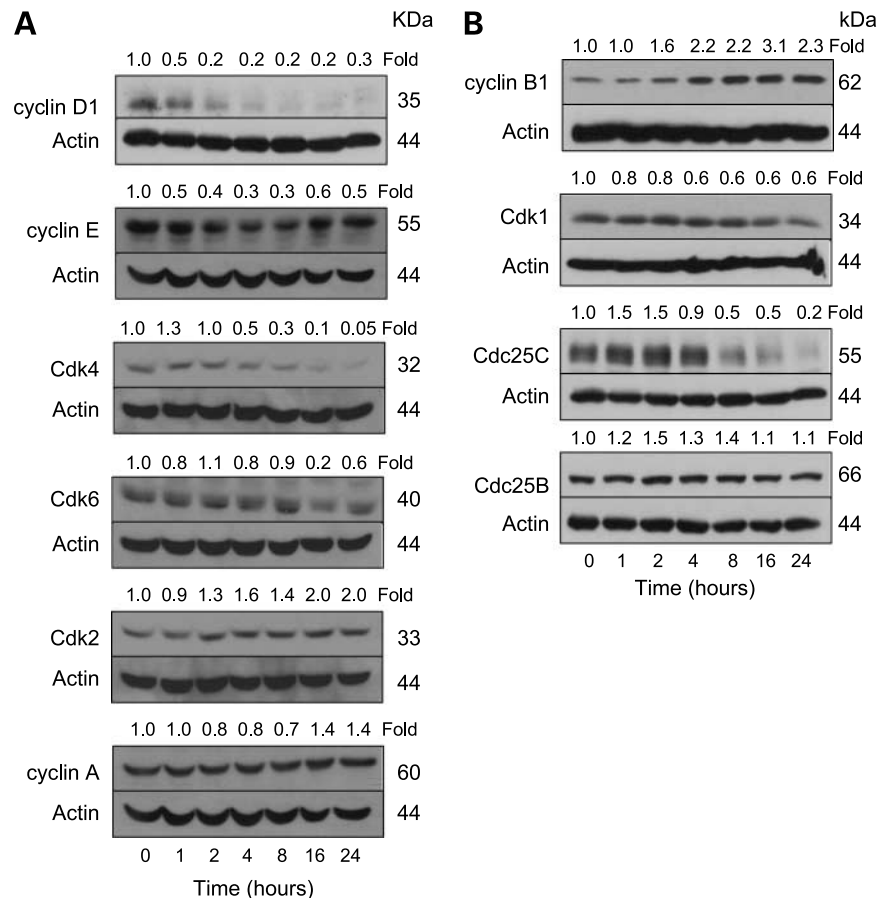 A
KDa
1.0 0.5 0.2 0.2 0.2 0.2 0.3 Fold
cyclin D1 35
Actin 44
1.0 0.5 0.4 0.3 0.3 0.6 0.5 Fold
cyclin E 55
Actin 44
1.0 1.3 1.0 0.5 0.3 0.1 0.05 Fold
Cdk4 32
Actin 44
1.0 0.8 1.1 0.8 0.9 0.2 0.6 Fold
Cdk6 40
Actin 44
1.0 0.9 1.3 1.6 1.4 2.0 2.0 Fold
Cdk2 33
Actin 44
1.0 1.0 0.8 0.8 0.7 1.4 1.4 Fold
cyclin A 60
Actin 44
0 1 2 4 8 16 24
Time (hours)
B
kDa
1.0 1.0 1.6 2.2 2.2 3.1 2.3 Fold
cyclin B1 62
Actin 44
1.0 0.8 0.8 0.6 0.6 0.6 0.6 Fold
Cdk1 34
Actin 44
1.0 1.5 1.5 0.9 0.5 0.5 0.2 Fold
Cdc25C 55
Actin 44
1.0 1.2 1.5 1.3 1.4 1.1 1.1 Fold
Cdc25B 66
Actin 44
0 1 2 4 8 16 24
Time (hours)